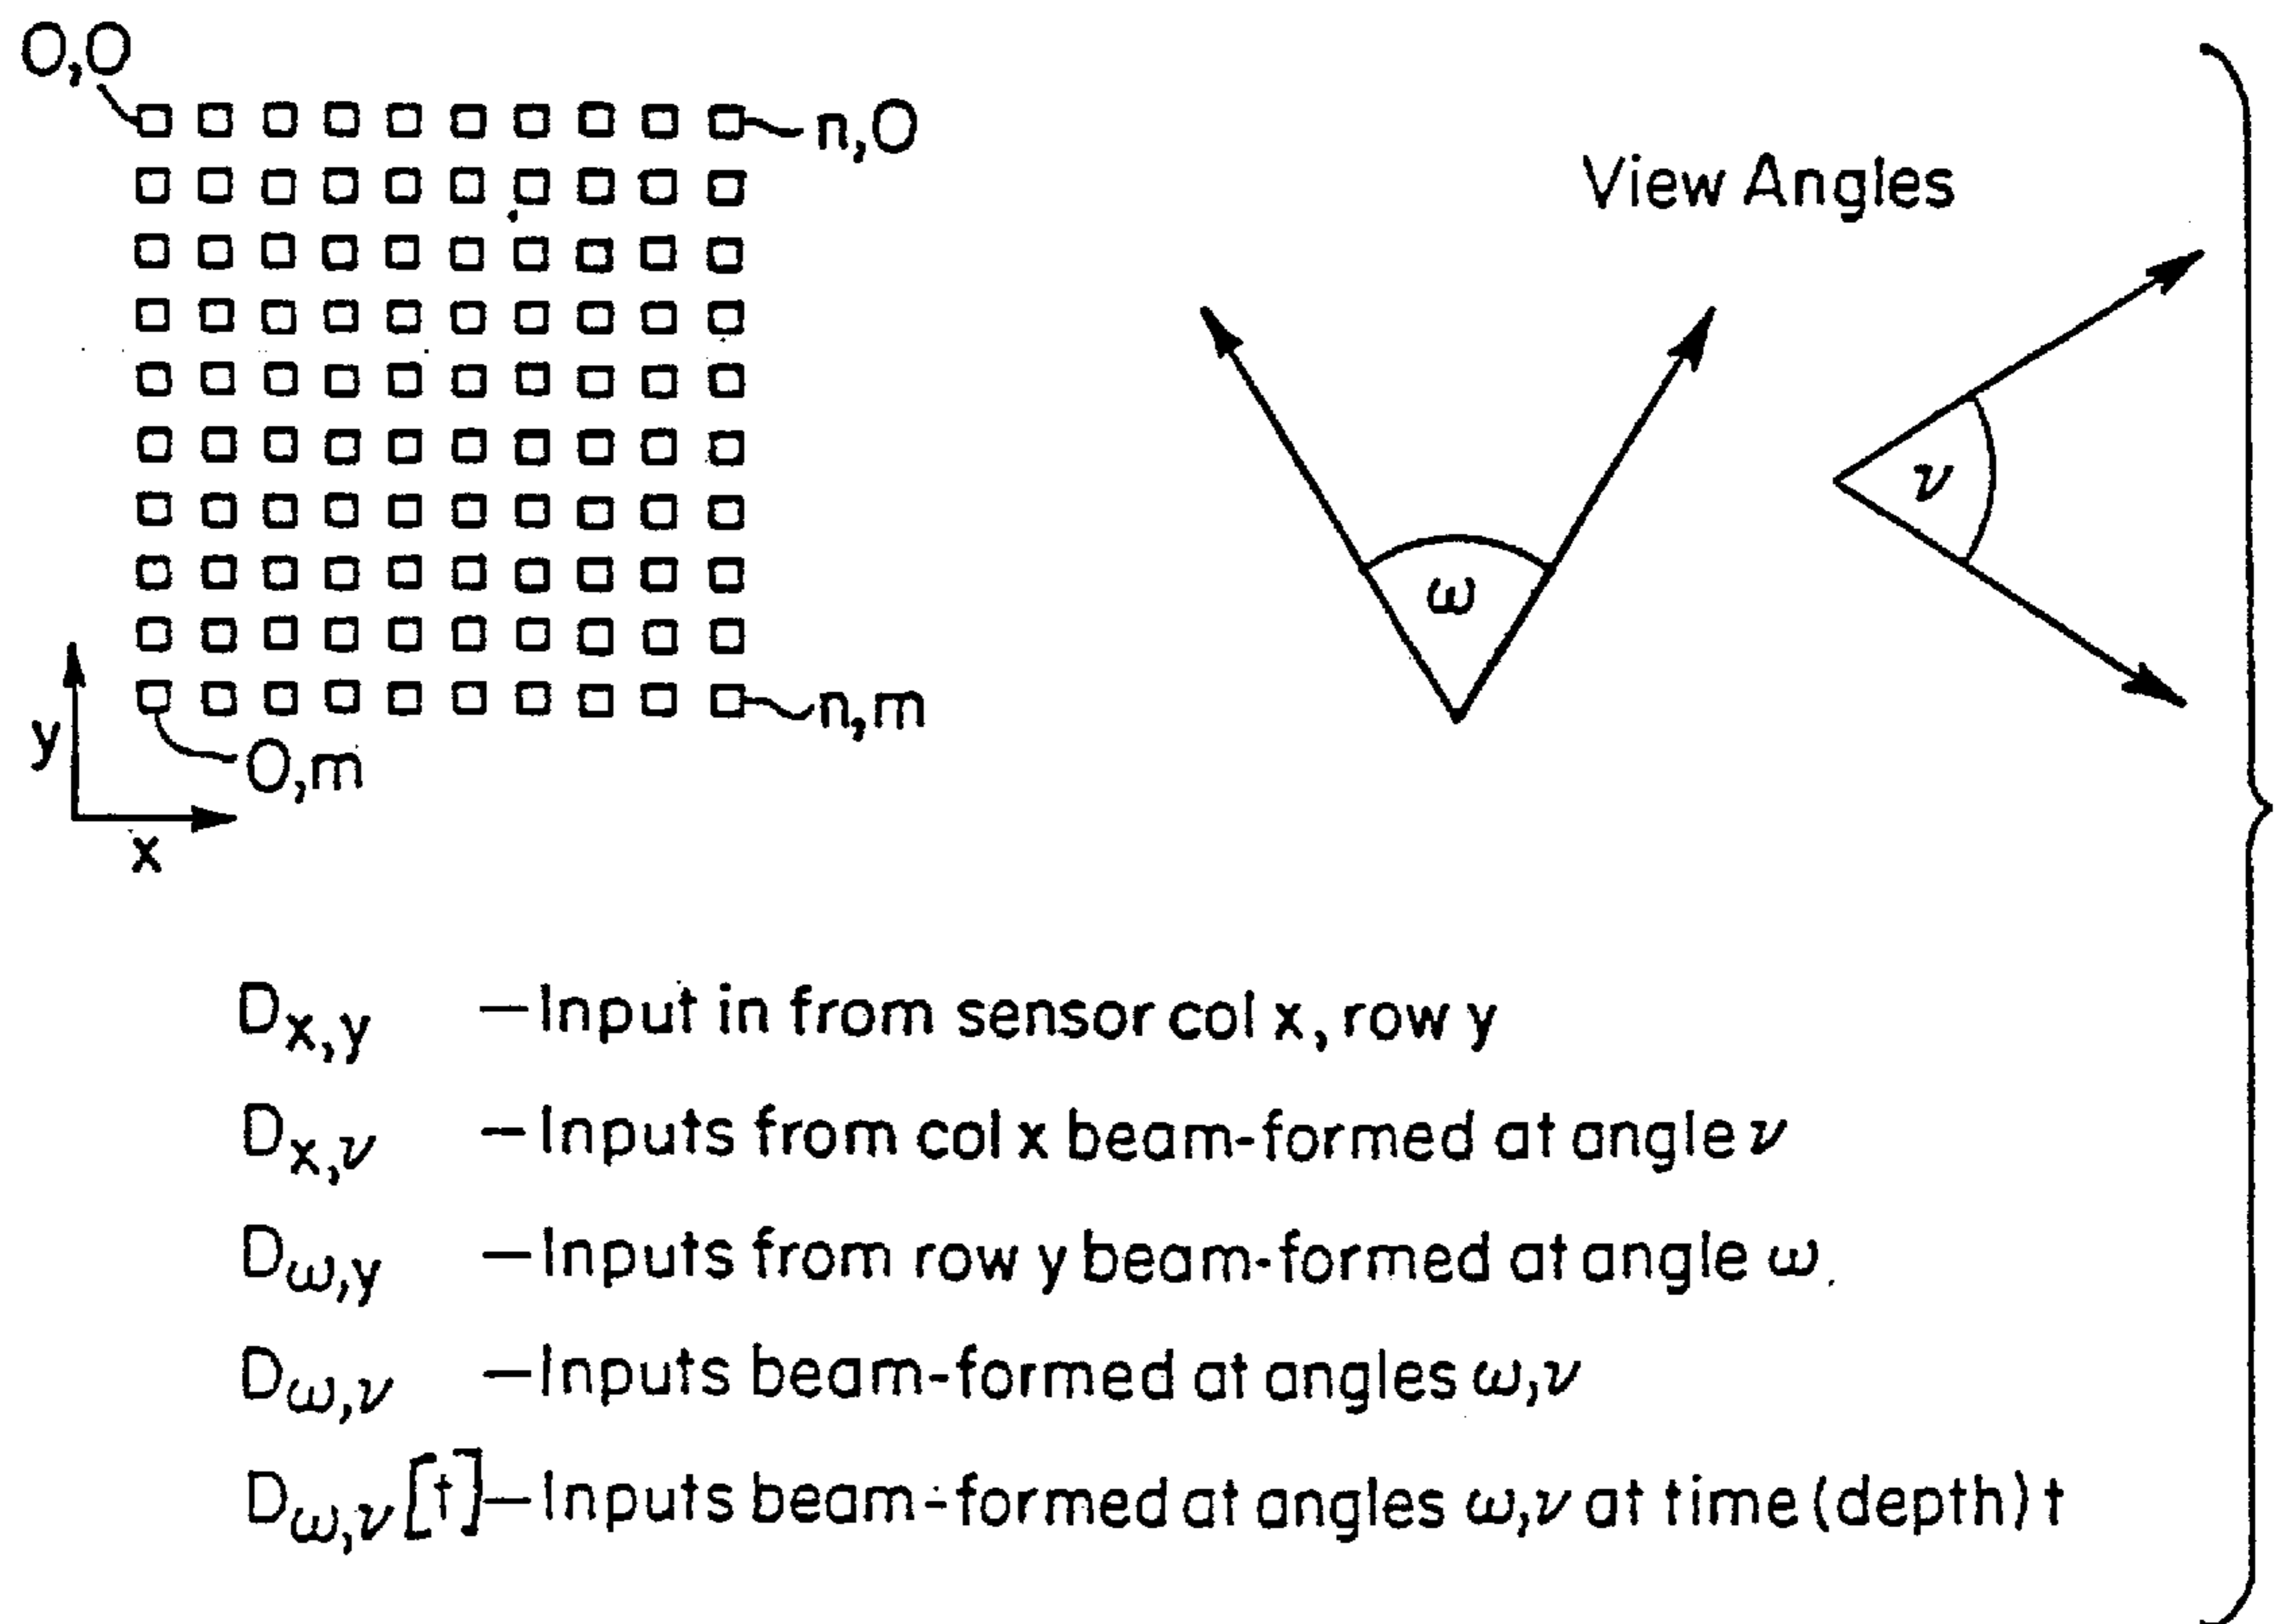 0,0
n,0
View Angles
ν
ω
n,m
y
0,m
x
Dx,y —Input in from sensor col x, row y
Dx,ν —Inputs from col x beam-formed at angle ν
Dω,y —Inputs from row y beam-formed at angle ω.
Dω,ν —Inputs beam-formed at angles ω,ν
Dω,ν[t]—Inputs beam-formed at angles ω,ν at time (depth) t